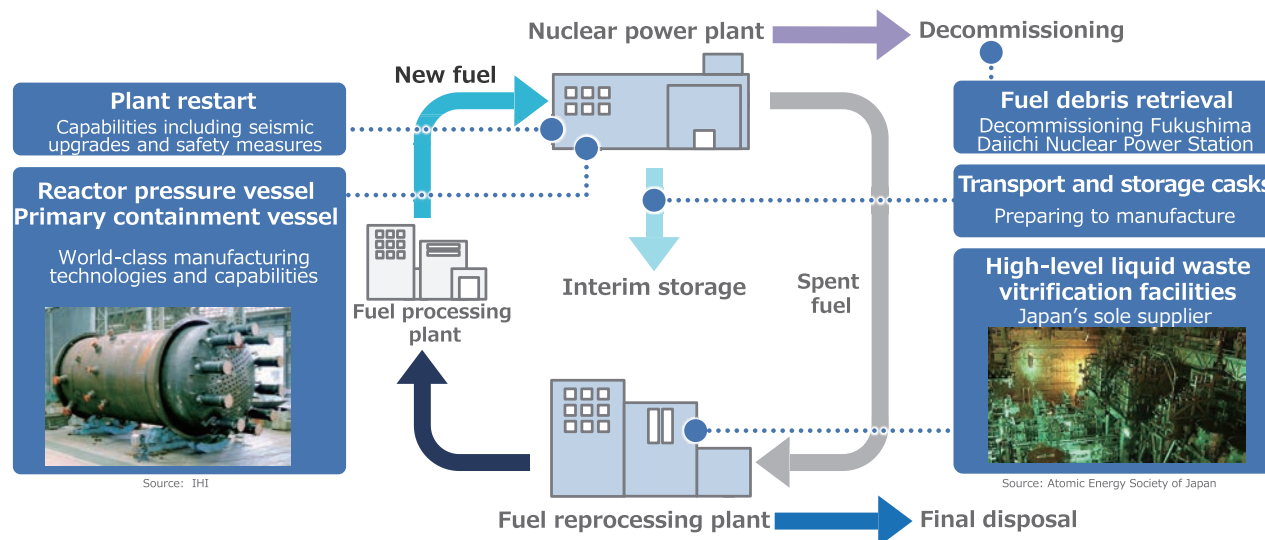 Nuclear power plant
Decommissioning
New fuel
Plant restart
Capabilities including seismic
upgrades and safety measures
Reactor pressure vessel
Primary containment vessel
World-class manufacturing
technologies and capabilities
Source: IHI
Fuel debris retrieval
Decommissioning Fukushima
Daiichi Nuclear Power Station
Transport and storage casks
Preparing to manufacture
High-level liquid waste
vitrification facilities
Japan's sole supplier
Source: Atomic Energy Society of Japan
Interim storage
Spent
fuel
Fuel processing
plant
Fuel reprocessing plant
Final disposal